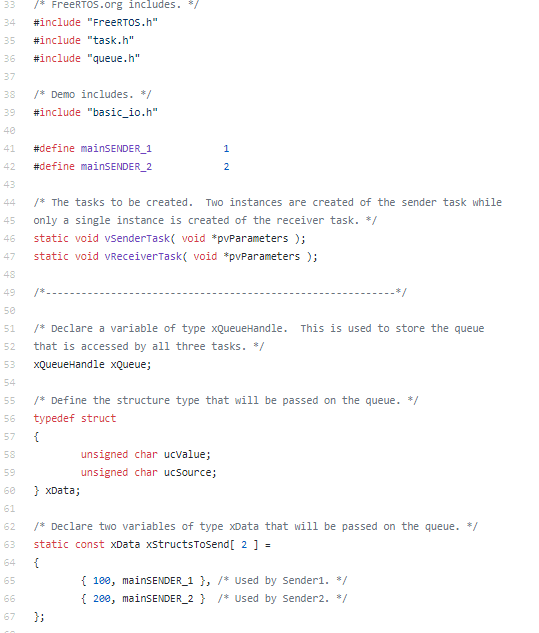 33 /* FreeRTOS.org includes. */
34 #include "FreeRTOS.h"
35 #include "task.h"
36 #include "queue.h"
37
38 /* Demo includes. */
39 #include "basic_io.h"
40
41 #define mainSENDER_1 1
42 #define mainSENDER_2 2
43
44 /* The tasks to be created.  Two instances are created of the sender task while
45 only a single instance is created of the receiver task. */
46 static void vSenderTask( void *pvParameters );
47 static void vReceiverTask( void *pvParameters );
48
49 /*-----------------------------------------------------------*/
50
51 /* Declare a variable of type xQueueHandle.  This is used to store the queue
52 that is accessed by all three tasks. */
53 xQueueHandle xQueue;
54
55 /* Define the structure type that will be passed on the queue. */
56 typedef struct
57 {
58 unsigned char ucValue;
59 unsigned char ucSource;
60 } xData;
61
62 /* Declare two variables of type xData that will be passed on the queue. */
63 static const xData xStructsToSend[ 2 ] =
64 {
65 { 100, mainSENDER_1 }, /* Used by Sender1. */
66 { 200, mainSENDER_2 }  /* Used by Sender2. */
67 };